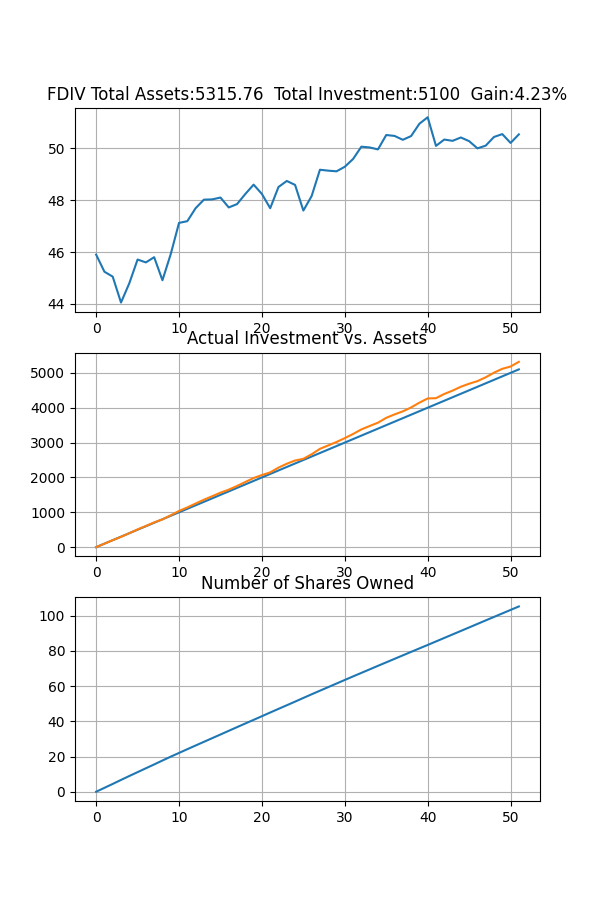 FDIV Total Assets:5315.76  Total Investment:5100  Gain:4.23%
50
48
46
44
0 10 20 30 40 50
Actual Investment vs. Assets
5000
4000
3000
2000
1000
0
0 10 20 30 40 50
Number of Shares Owned
100
80
60
40
20
0
0 10 20 30 40 50